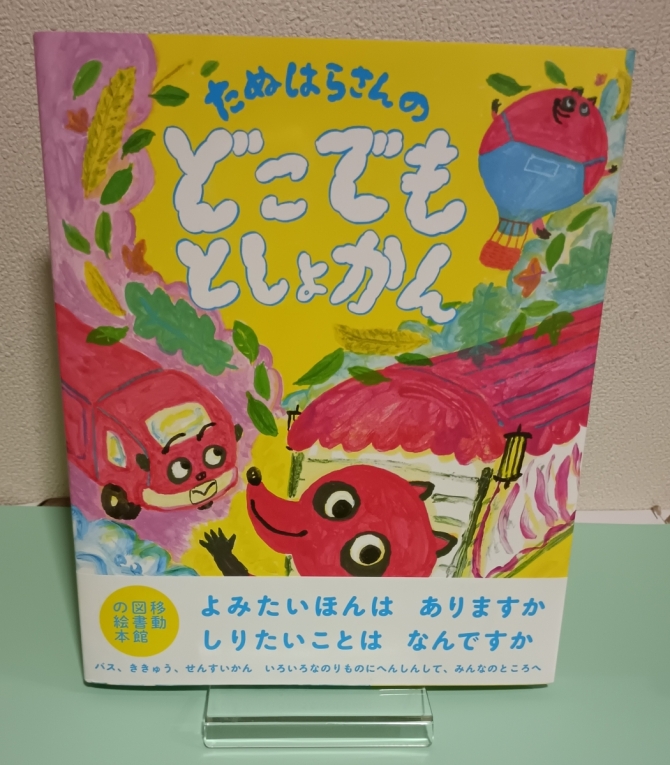 たぬはらさんの
どこでも
としょかん
移動
図書館
の絵本
よみたいほんは ありますか
しりたいことは なんですか
バス、ききゅう、せんすいかん いろいろなのりものにへんしんして、みんなのところへ